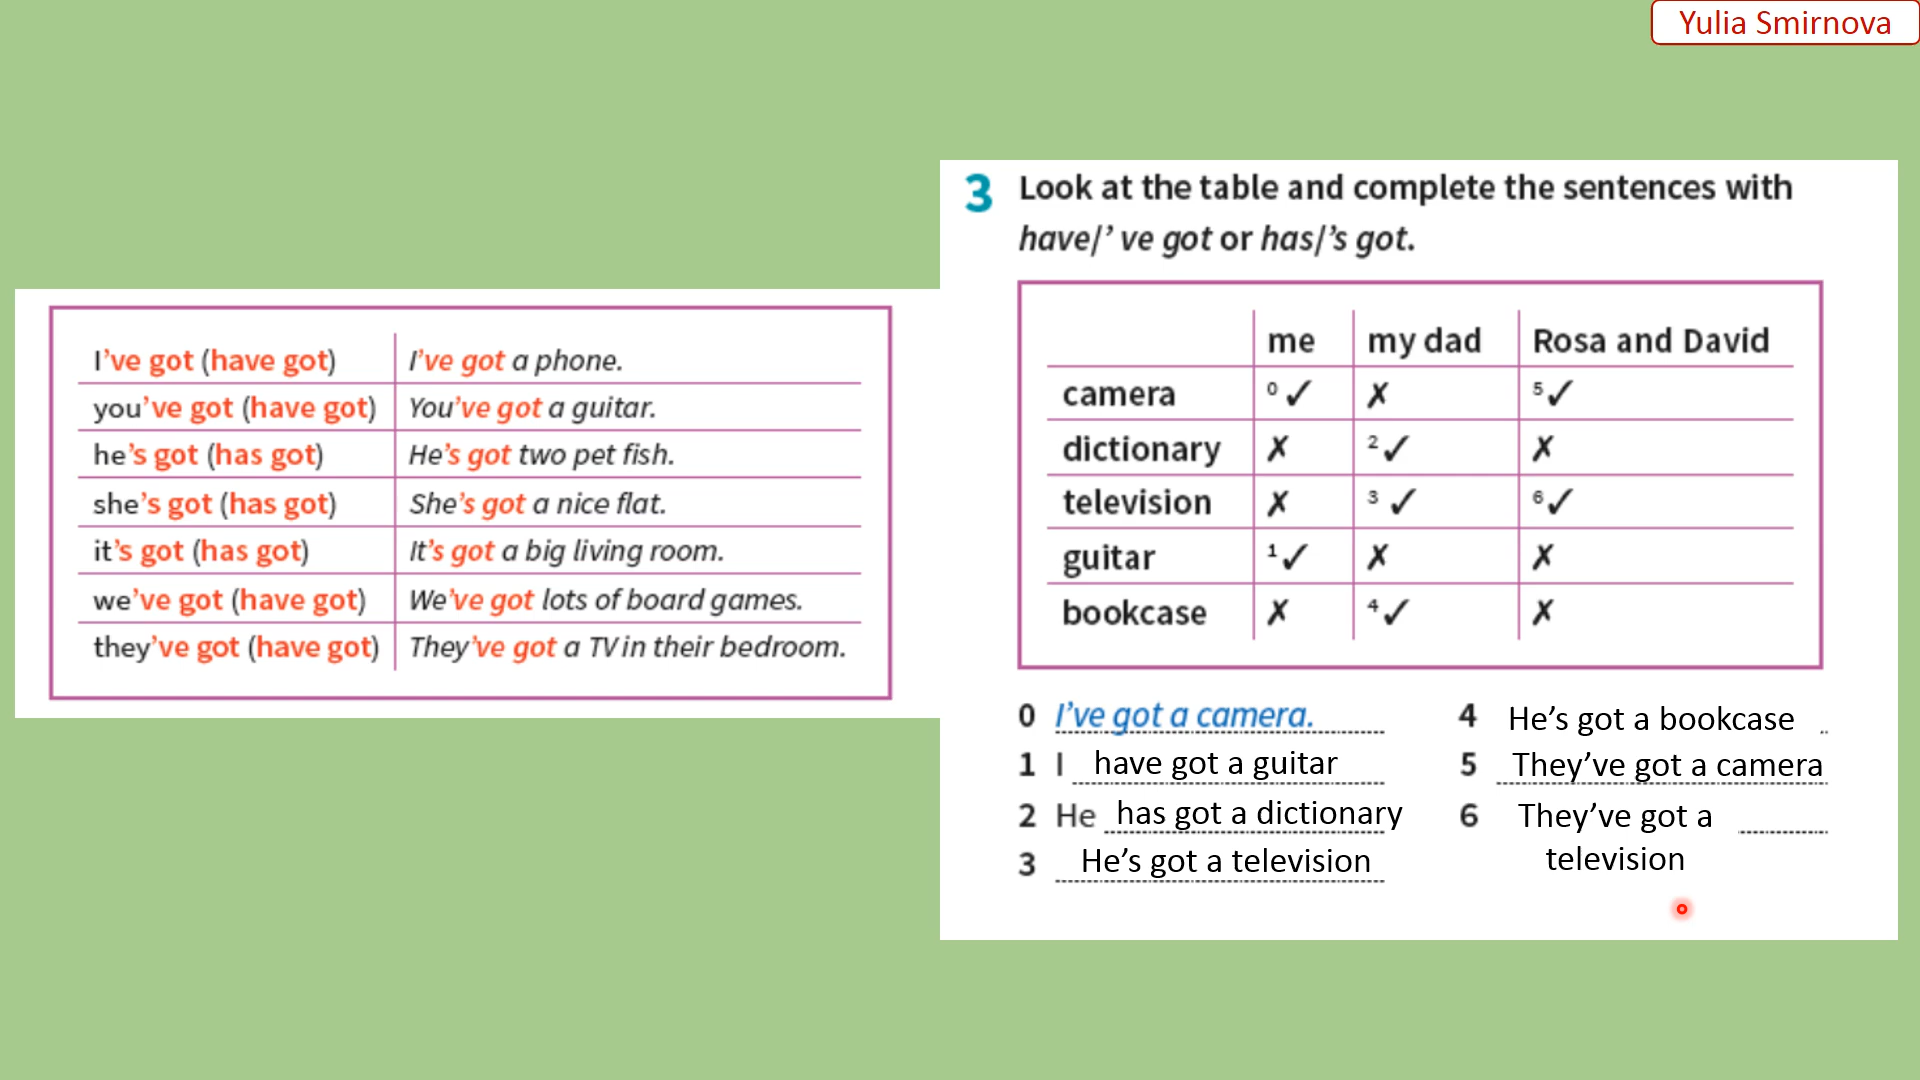 Yulia Smirnova
I’ve got (have got) I’ve got a phone.
you’ve got (have got) You’ve got a guitar.
he’s got (has got) He’s got two pet fish.
she’s got (has got) She’s got a nice flat.
it’s got (has got) It’s got a big living room.
we’ve got (have got) We’ve got lots of board games.
they’ve got (have got) They’ve got a TV in their bedroom.
3 Look at the table and complete the sentences with
have/’ ve got or has/’s got.
me my dad Rosa and David
camera 0 ✓ ✗ 5 ✓
dictionary ✗ 2 ✓ ✗
television ✗ 3 ✓ 6 ✓
guitar 1 ✓ ✗ ✗
bookcase ✗ 4 ✓ ✗
0 I’ve got a camera.
1 I have got a guitar
2 He has got a dictionary
3 He’s got a television
4 He’s got a bookcase
5 They’ve got a camera
6 They’ve got a
television